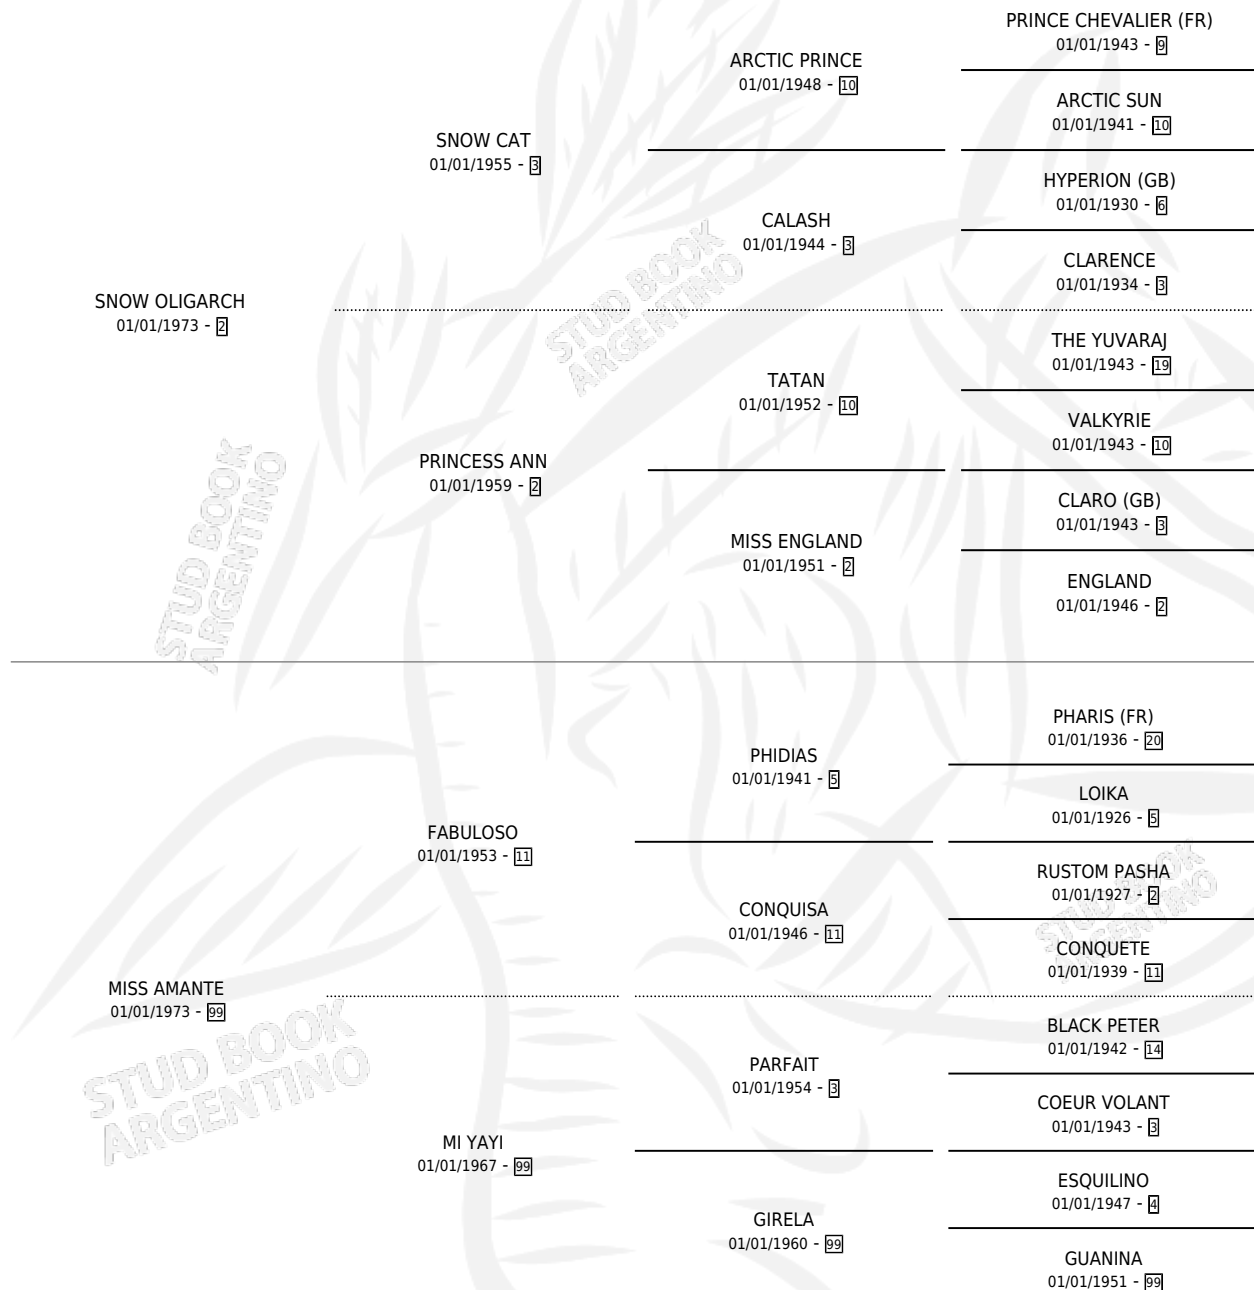 PRINCE CHEVALIER (FR)
01/01/1943 - 9
ARCTIC PRINCE
01/01/1948 - 10
ARCTIC SUN
01/01/1941 - 10
SNOW CAT
01/01/1955 - 3
HYPERION (GB)
01/01/1930 - 6
CALASH
01/01/1944 - 3
CLARENCE
01/01/1934 - 3
SNOW OLIGARCH
01/01/1973 - 2
THE YUVARAJ
01/01/1943 - 19
TATAN
01/01/1952 - 10
VALKYRIE
01/01/1943 - 10
PRINCESS ANN
01/01/1959 - 2
CLARO (GB)
01/01/1943 - 3
MISS ENGLAND
01/01/1951 - 2
ENGLAND
01/01/1946 - 2
PHARIS (FR)
01/01/1936 - 20
PHIDIAS
01/01/1941 - 5
LOIKA
01/01/1926 - 5
FABULOSO
01/01/1953 - 11
RUSTOM PASHA
01/01/1927 - 2
CONQUISA
01/01/1946 - 11
CONQUETE
01/01/1939 - 11
MISS AMANTE
01/01/1973 - 99
BLACK PETER
01/01/1942 - 14
PARFAIT
01/01/1954 - 3
COEUR VOLANT
01/01/1943 - 3
MI YAYI
01/01/1967 - 99
ESQUILINO
01/01/1947 - 4
GIRELA
01/01/1960 - 99
GUANINA
01/01/1951 - 99
STUD BOOK
ARGENTINO
STUD BOOK
ARGENTINO
STUD BOOK
ARGENTINO
STUD BOOK
ARGENTINO